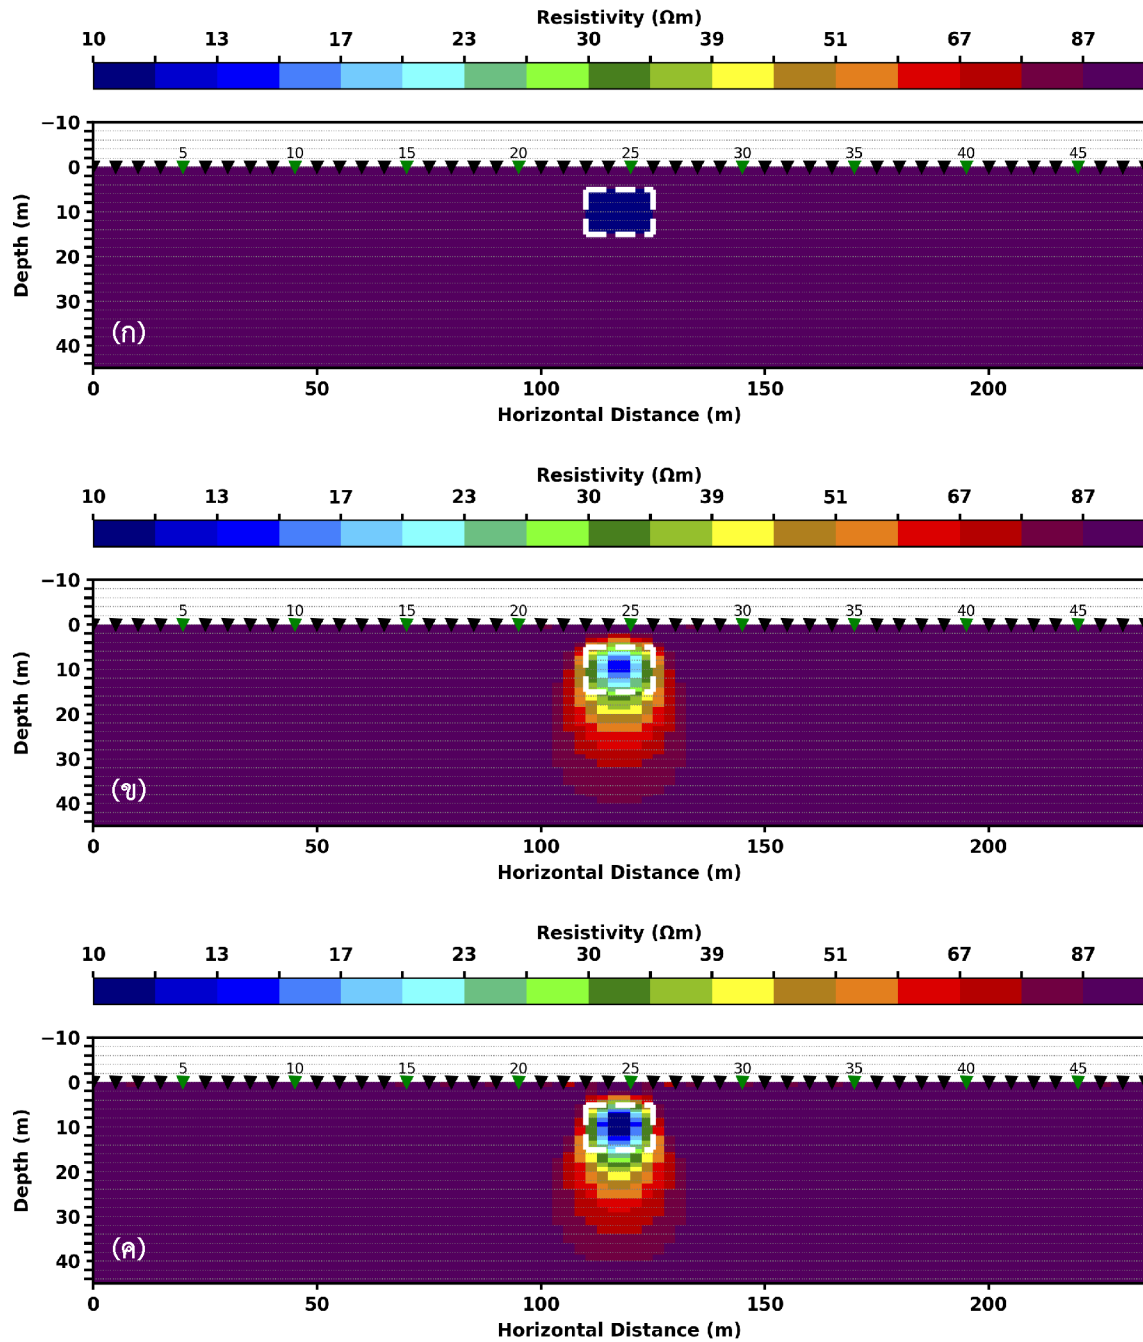 Resistivity (Ωm)
10 13 17 23 30 39 51 67 87
−10
5 10 15 20 25 30 35 40 45
0
10
20
30
40
Depth (m)
(ก)
0 50 100 150 200
Horizontal Distance (m)
Resistivity (Ωm)
10 13 17 23 30 39 51 67 87
−10
5 10 15 20 25 30 35 40 45
0
10
20
30
40
Depth (m)
(ข)
0 50 100 150 200
Horizontal Distance (m)
Resistivity (Ωm)
10 13 17 23 30 39 51 67 87
−10
5 10 15 20 25 30 35 40 45
0
10
20
30
40
Depth (m)
(ค)
0 50 100 150 200
Horizontal Distance (m)